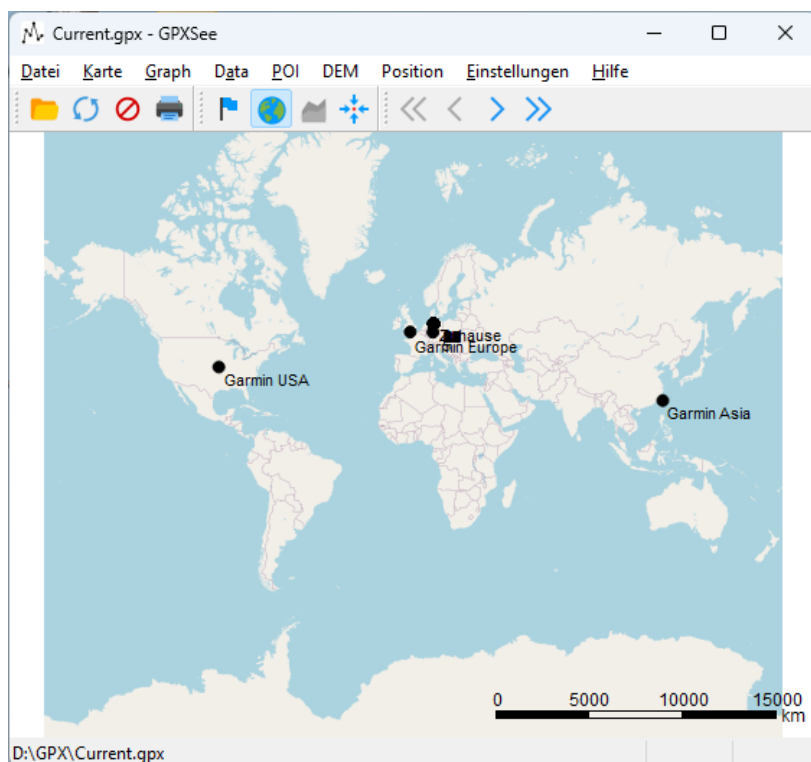 Current.gpx - GPXSee
Datei Karte Graph Data POI DEM Position Einstellungen Hilfe
Zuhause
Garmin Europe
Garmin USA
Garmin Asia
0 5000 10000 15000
km
D:\GPX\Current.gpx